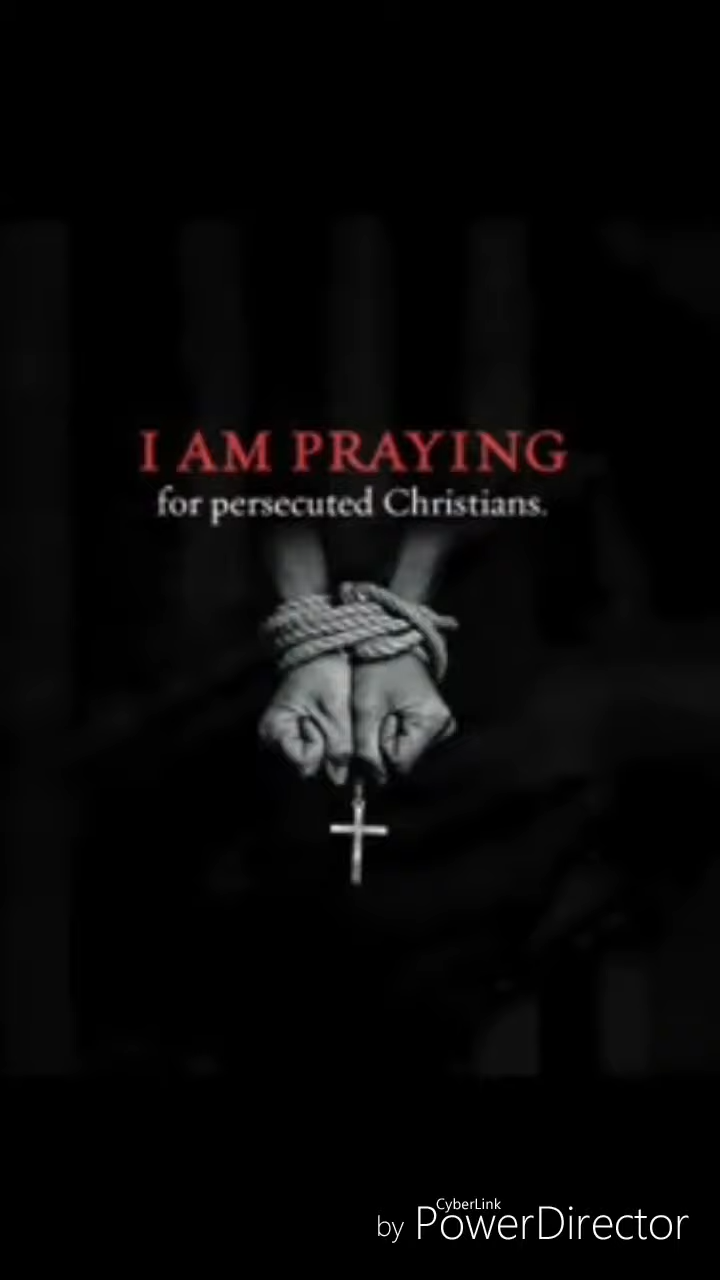 I AM PRAYING
for persecuted Christians.
CyberLink
by PowerDirector